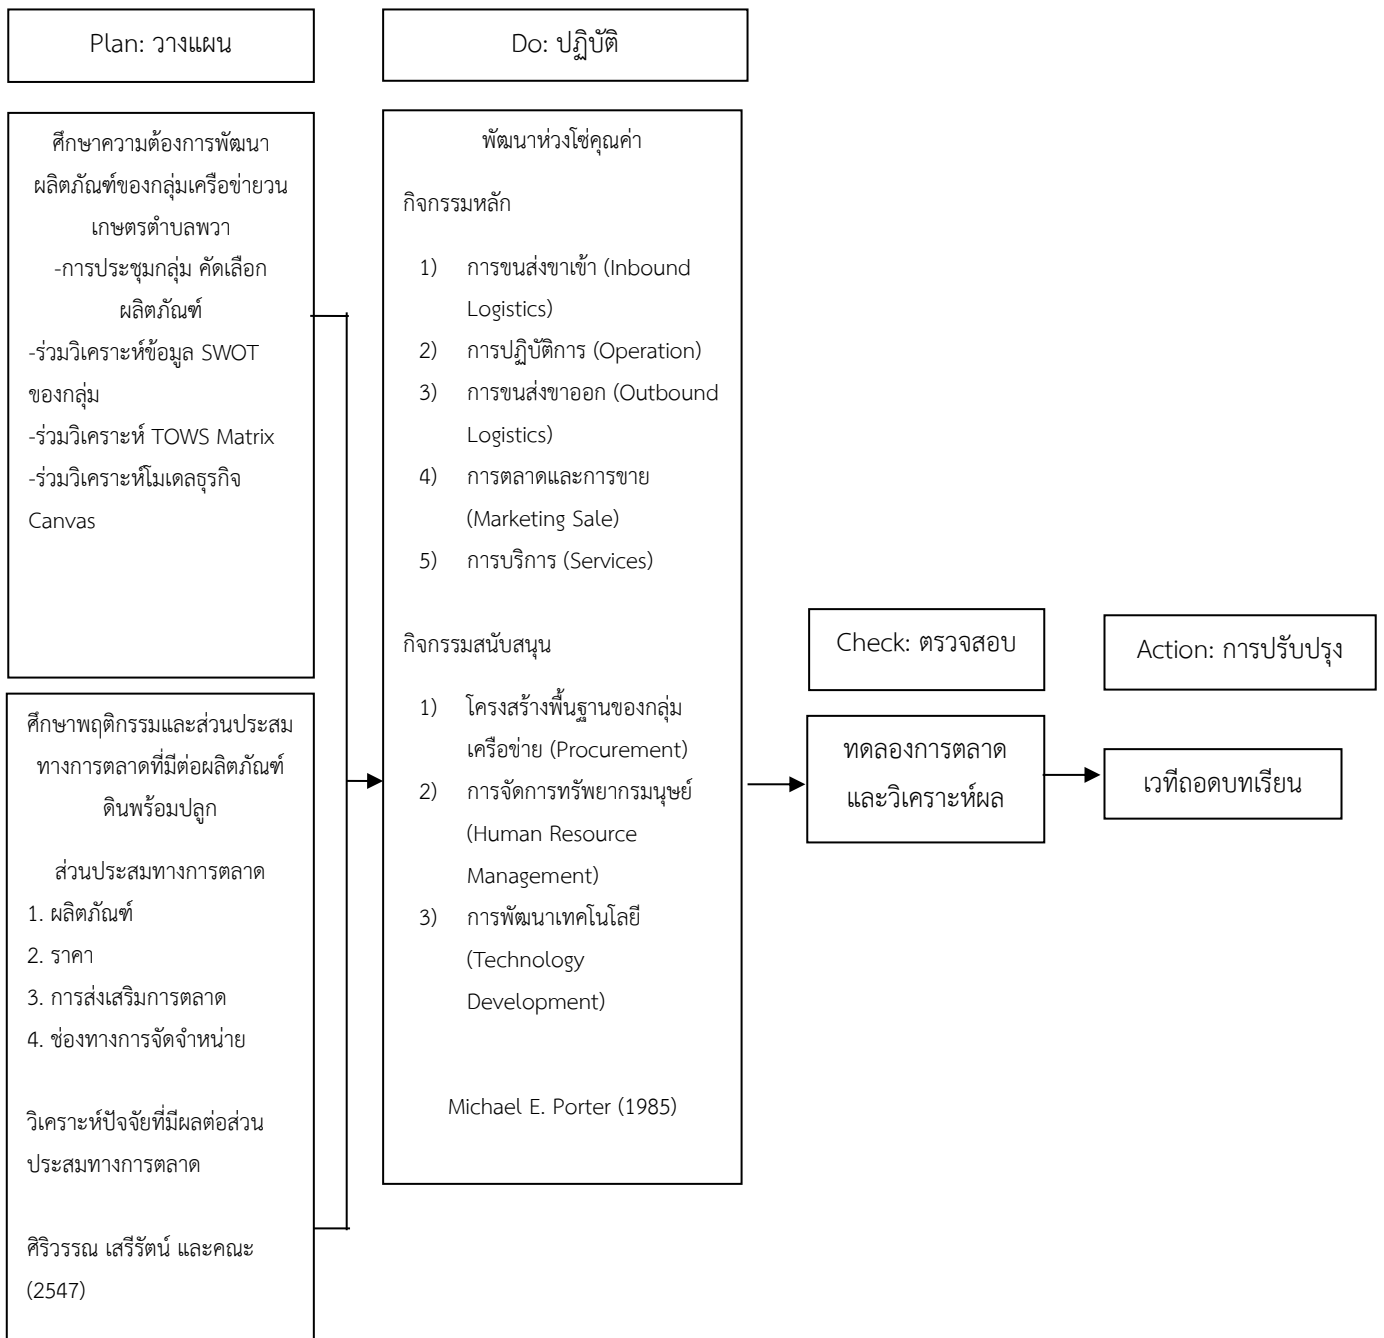 Plan: วางแผน
ศึกษาความต้องการพัฒนา
ผลิตภัณฑ์ของกลุ่มเครือข่ายวน
เกษตรตำบลพวา
-การประชุมกลุ่ม คัดเลือก
ผลิตภัณฑ์
-ร่วมวิเคราะห์ข้อมูล SWOT
ของกลุ่ม
-ร่วมวิเคราะห์ TOWS Matrix
-ร่วมวิเคราะห์โมเดลธุรกิจ
Canvas
ศึกษาพฤติกรรมและส่วนประสม
ทางการตลาดที่มีต่อผลิตภัณฑ์
ดินพร้อมปลูก
ส่วนประสมทางการตลาด
1. ผลิตภัณฑ์
2. ราคา
3. การส่งเสริมการตลาด
4. ช่องทางการจัดจำหน่าย
วิเคราะห์ปัจจัยที่มีผลต่อส่วน
ประสมทางการตลาด
ศิริวรรณ เสรีรัตน์ และคณะ
(2547)
Do: ปฏิบัติ
พัฒนาห่วงโซ่คุณค่า
กิจกรรมหลัก
1) การขนส่งขาเข้า (Inbound
Logistics)
2) การปฏิบัติการ (Operation)
3) การขนส่งขาออก (Outbound
Logistics)
4) การตลาดและการขาย
(Marketing Sale)
5) การบริการ (Services)
กิจกรรมสนับสนุน
1) โครงสร้างพื้นฐานของกลุ่ม
เครือข่าย (Procurement)
2) การจัดการทรัพยากรมนุษย์
(Human Resource
Management)
3) การพัฒนาเทคโนโลยี
(Technology
Development)
Michael E. Porter (1985)
Check: ตรวจสอบ
ทดลองการตลาด
และวิเคราะห์ผล
Action: การปรับปรุง
เวทีถอดบทเรียน